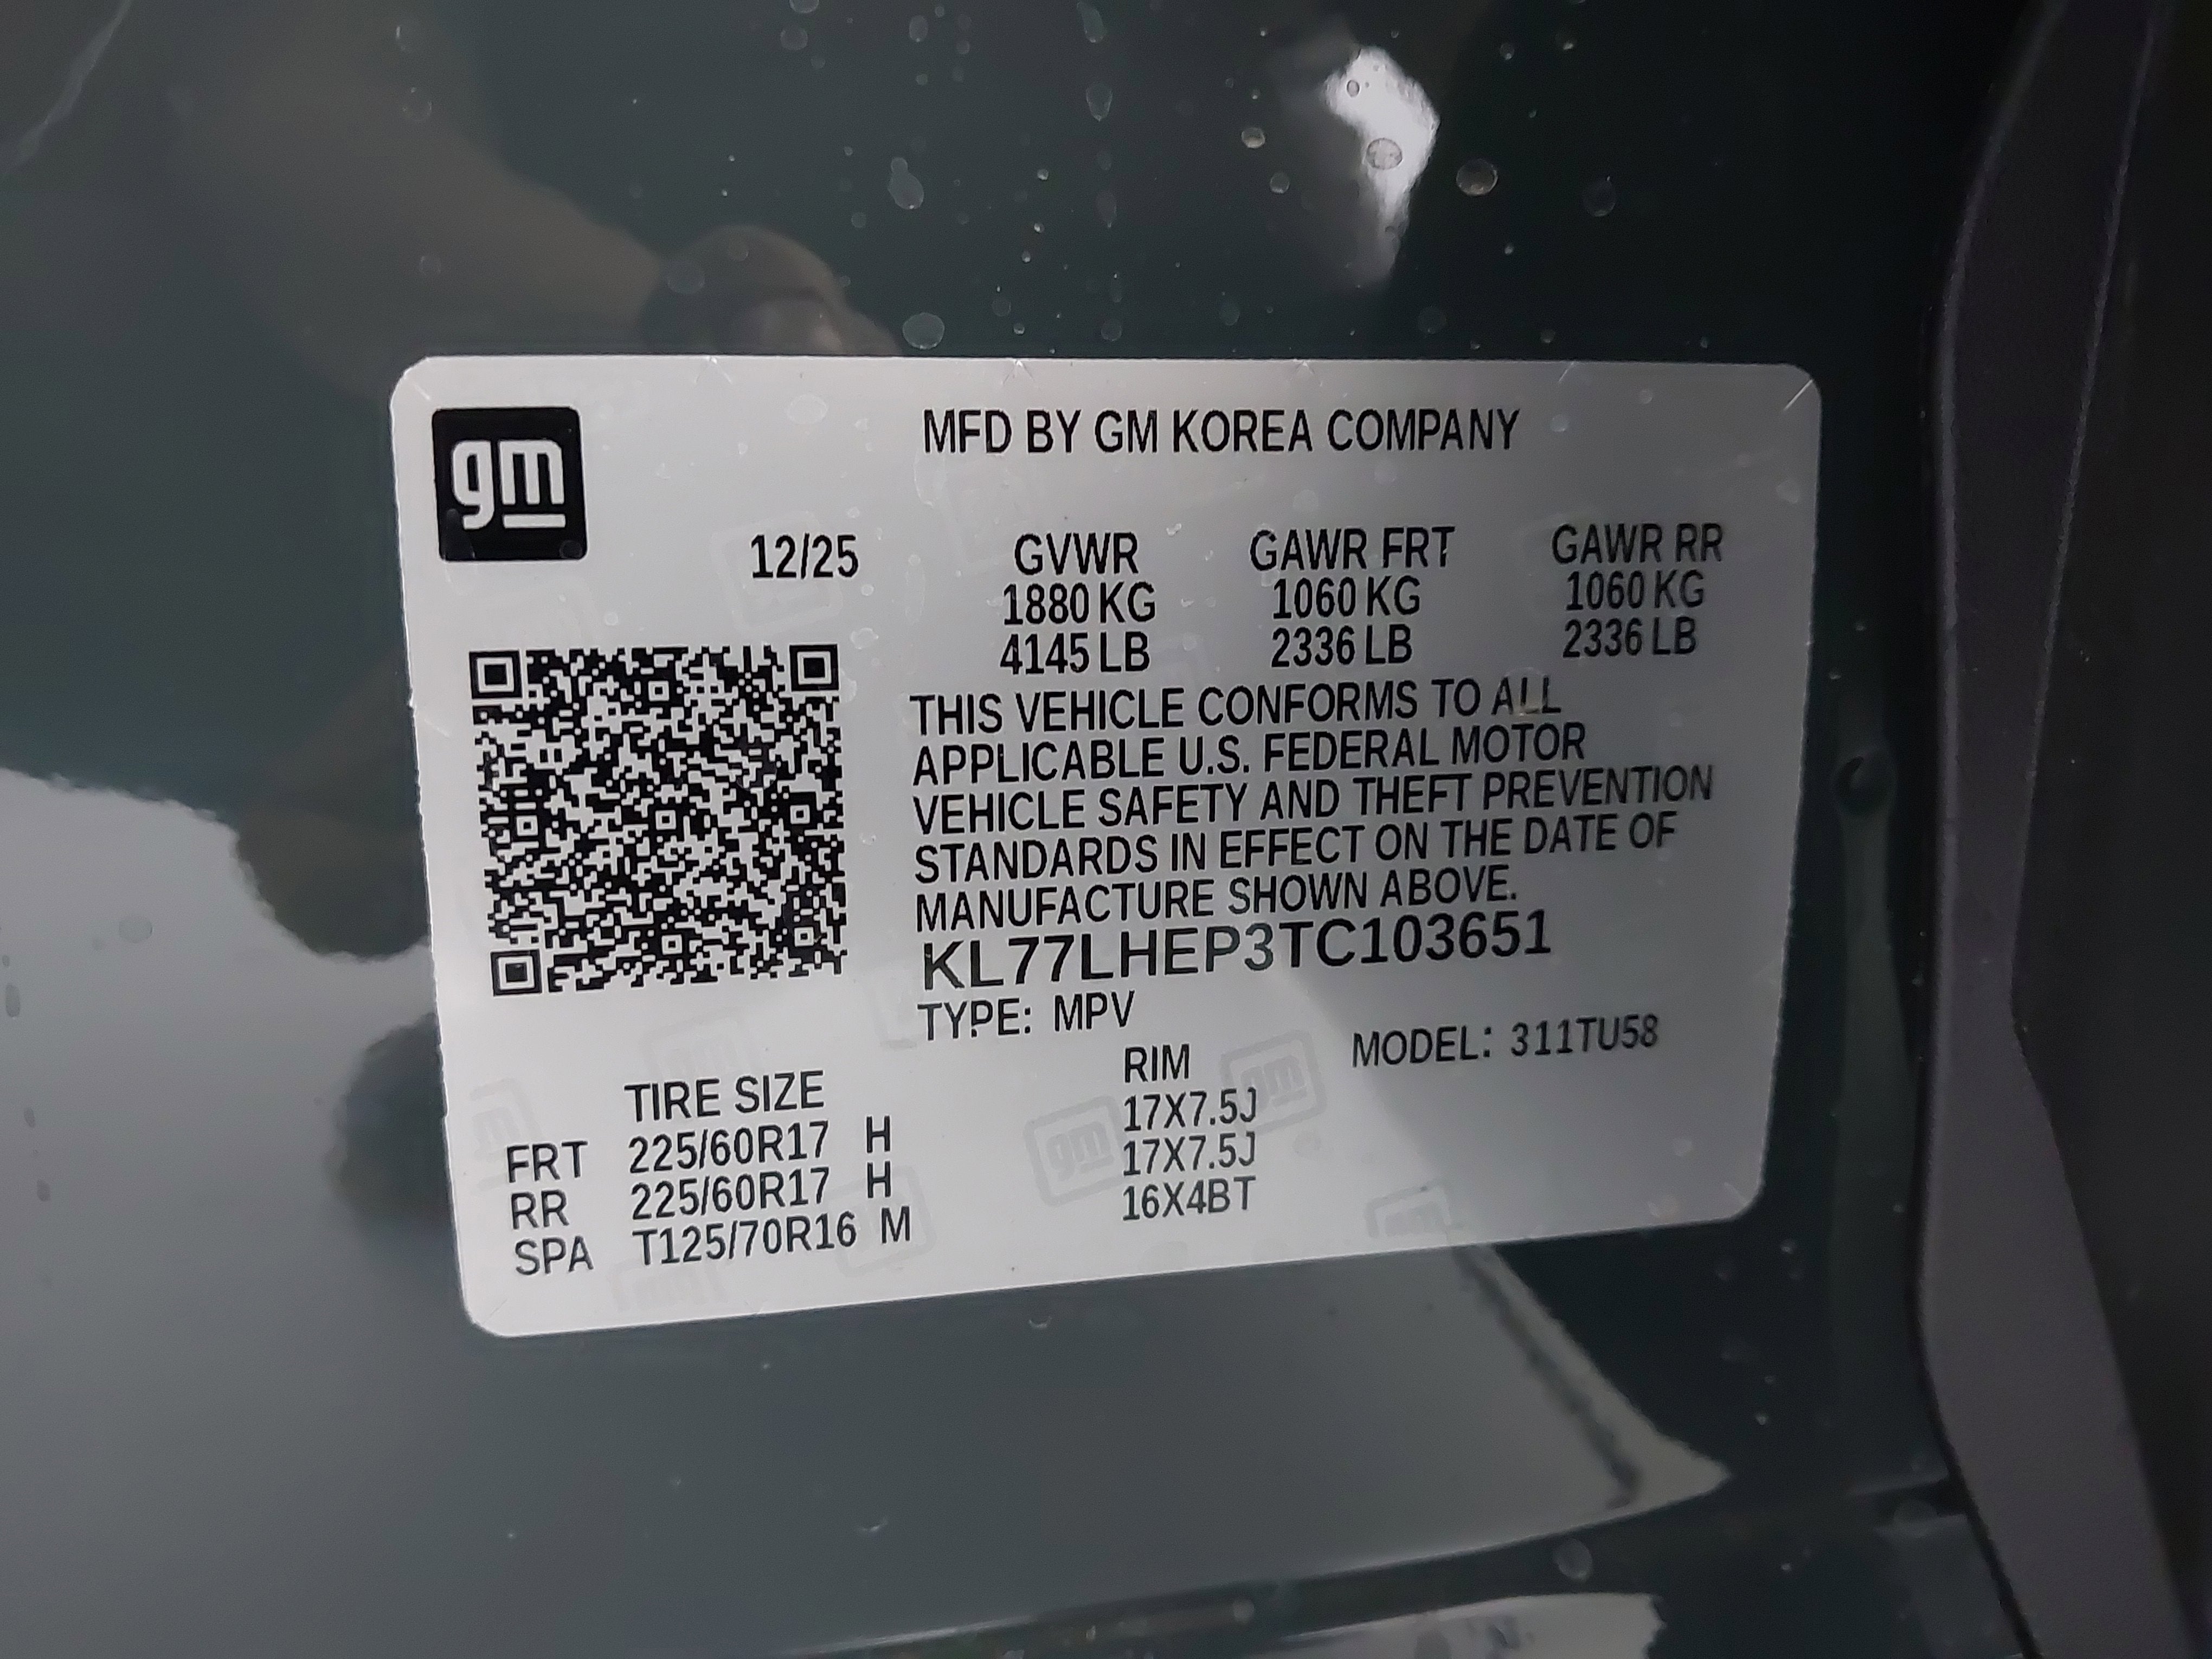 gm
MFD BY GM KOREA COMPANY
12/25 GVWR GAWR FRT GAWR RR
1880 KG 1060 KG 1060 KG
4145 LB 2336 LB 2336 LB
THIS VEHICLE CONFORMS TO ALL
APPLICABLE U.S. FEDERAL MOTOR
VEHICLE SAFETY AND THEFT PREVENTION
STANDARDS IN EFFECT ON THE DATE OF
MANUFACTURE SHOWN ABOVE.
KL77LHEP3TC103651
TYPE: MPV MODEL: 311TU58
TIRE SIZE RIM
FRT 225/60R17 H 17X7.5J
RR 225/60R17 H 17X7.5J
SPA T125/70R16 M 16X4BT